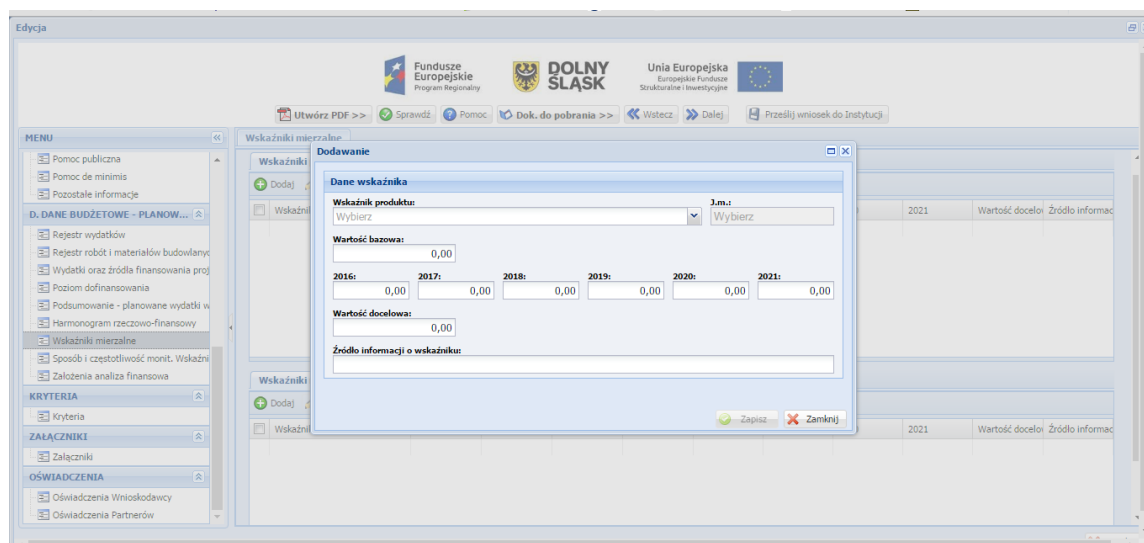 Edycja
Fundusze
Europejskie
Program Regionalny
DOLNY
ŚLĄSK
Unia Europejska
Europejskie Fundusze
Strukturalne i Inwestycyjne
Utwórz PDF >> Sprawdź Pomoc Dok. do pobrania >> Wstecz Dalej Prześlij wniosek do Instytucji
MENU
Pomoc publiczna
Pomoc de minimis
Pozostałe informacje
D. DANE BUDŻETOWE - PLANOW...
Rejestr wydatków
Rejestr robót i materiałów budowlanyc
Wydatki oraz źródła finansowania proj
Poziom dofinansowania
Podsumowanie - planowane wydatki w
Harmonogram rzeczowo-finansowy
Wskaźniki mierzalne
Sposób i częstotliwość monit. Wskaźni
Założenia analiza finansowa
KRYTERIA
Kryteria
ZAŁĄCZNIKI
Załączniki
OŚWIADCZENIA
Oświadczenia Wnioskodawcy
Oświadczenia Partnerów
Wskaźniki mierzalne
Wskaźniki
Dodaj
Wskaźnil 2021 Wartość docelo Źródło informac
Dodawanie
Dane wskaźnika
Wskaźnik produktu: J.m.:
Wybierz Wybierz
Wartość bazowa:
0,00
2016: 2017: 2018: 2019: 2020: 2021:
0,00 0,00 0,00 0,00 0,00 0,00
Wartość docelowa:
0,00
Źródło informacji o wskaźniku:
Zapisz Zamknij
Wskaźniki
Dodaj
Wskaźnil 2021 Wartość docelo Źródło informac